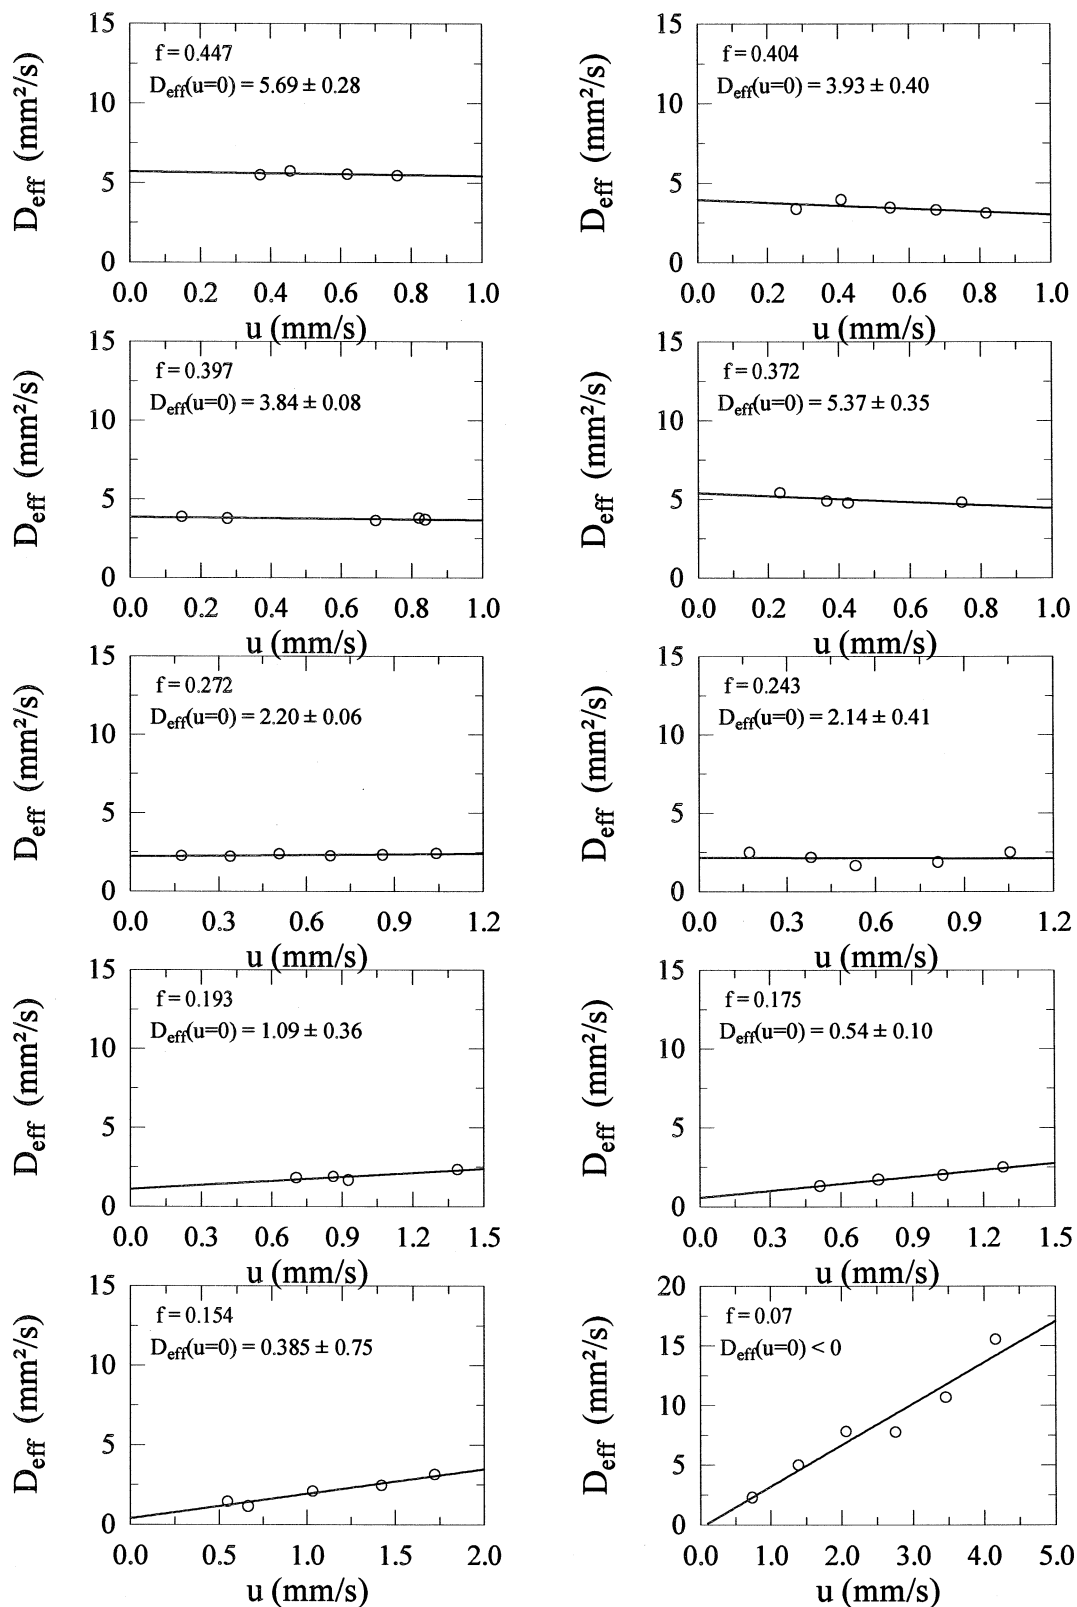 15
10
5
0
D_eff (mm²/s)
f = 0.447
D_eff(u=0) = 5.69 ± 0.28
0.0 0.2 0.4 0.6 0.8 1.0
u (mm/s)
15
10
5
0
D_eff (mm²/s)
f = 0.404
D_eff(u=0) = 3.93 ± 0.40
0.0 0.2 0.4 0.6 0.8 1.0
u (mm/s)
15
10
5
0
D_eff (mm²/s)
f = 0.397
D_eff(u=0) = 3.84 ± 0.08
0.0 0.2 0.4 0.6 0.8 1.0
u (mm/s)
15
10
5
0
D_eff (mm²/s)
f = 0.372
D_eff(u=0) = 5.37 ± 0.35
0.0 0.2 0.4 0.6 0.8 1.0
u (mm/s)
15
10
5
0
D_eff (mm²/s)
f = 0.272
D_eff(u=0) = 2.20 ± 0.06
0.0 0.3 0.6 0.9 1.2
u (mm/s)
15
10
5
0
D_eff (mm²/s)
f = 0.243
D_eff(u=0) = 2.14 ± 0.41
0.0 0.3 0.6 0.9 1.2
u (mm/s)
15
10
5
0
D_eff (mm²/s)
f = 0.193
D_eff(u=0) = 1.09 ± 0.36
0.0 0.3 0.6 0.9 1.2 1.5
u (mm/s)
15
10
5
0
D_eff (mm²/s)
f = 0.175
D_eff(u=0) = 0.54 ± 0.10
0.0 0.3 0.6 0.9 1.2 1.5
u (mm/s)
15
10
5
0
D_eff (mm²/s)
f = 0.154
D_eff(u=0) = 0.385 ± 0.75
0.0 0.5 1.0 1.5 2.0
u (mm/s)
20
15
10
5
0
D_eff (mm²/s)
f = 0.07
D_eff(u=0) < 0
0.0 1.0 2.0 3.0 4.0 5.0
u (mm/s)